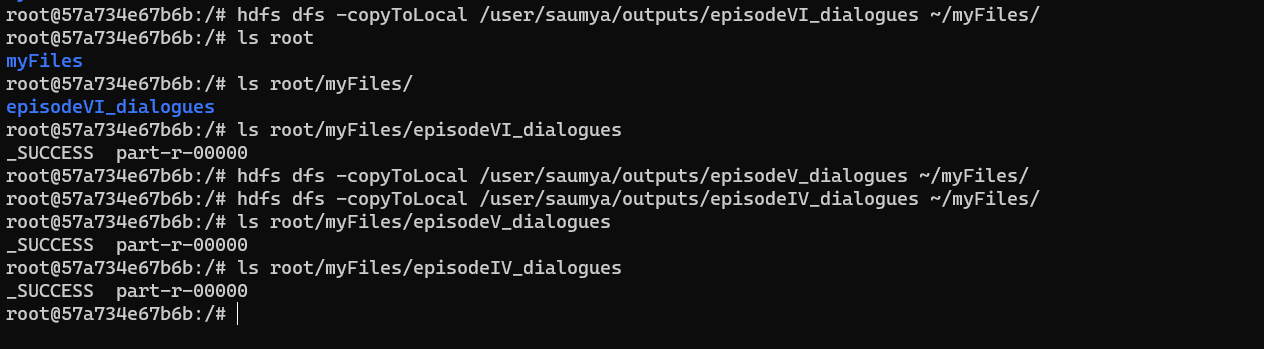 root@57a734e67b6b:/# hdfs dfs -copyToLocal /user/saumya/outputs/episodeVI_dialogues ~/myFiles/
root@57a734e67b6b:/# ls root
myFiles
root@57a734e67b6b:/# ls root/myFiles/
episodeVI_dialogues
root@57a734e67b6b:/# ls root/myFiles/episodeVI_dialogues
_SUCCESS  part-r-00000
root@57a734e67b6b:/# hdfs dfs -copyToLocal /user/saumya/outputs/episodeV_dialogues ~/myFiles/
root@57a734e67b6b:/# hdfs dfs -copyToLocal /user/saumya/outputs/episodeIV_dialogues ~/myFiles/
root@57a734e67b6b:/# ls root/myFiles/episodeV_dialogues
_SUCCESS  part-r-00000
root@57a734e67b6b:/# ls root/myFiles/episodeIV_dialogues
_SUCCESS  part-r-00000
root@57a734e67b6b:/#